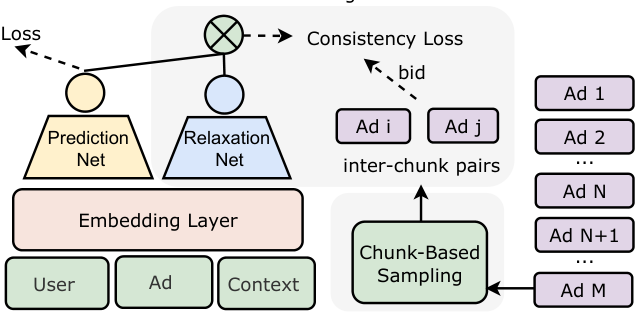 Loss
Consistency Loss
bid
Prediction
Net
Relaxation
Net
Ad i
Ad j
inter-chunk pairs
Embedding Layer
User
Ad
Context
Chunk-Based
Sampling
Ad 1
Ad 2
...
Ad N
Ad N+1
...
Ad M